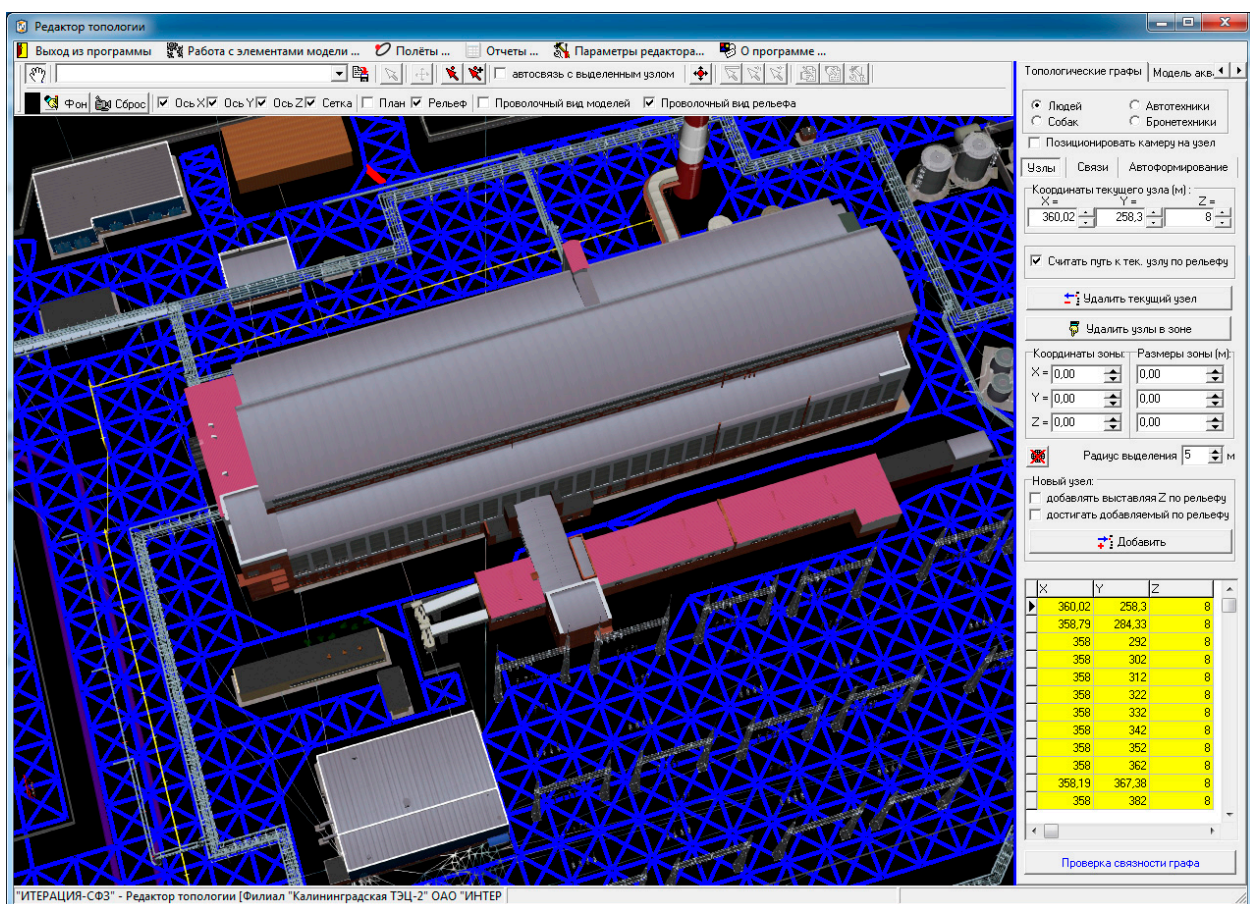 Редактор топологии
Выход из программы Работа с элементами модели ... Полёты ... Отчеты ... Параметры редактора... О программе ...
автосвязь с выделенным узлом
Фон Сброс Ось X Ось Y Ось Z Сетка План Рельеф Проволочный вид моделей Проволочный вид рельефа
Топологические графы Модель акв
Людей Автотехники
Собак Бронетехники
Позиционировать камеру на узел
Узлы Связи Автоформирование
Координаты текущего узла (м) :
X = Y = Z =
360,02 258,3 8
Считать путь к тек. узлу по рельефу
Удалить текущий узел
Удалить узлы в зоне
Координаты зоны: Размеры зоны (м):
X = 0,00 0,00
Y = 0,00 0,00
Z = 0,00 0,00
Радиус выделения 5 м
Новый узел:
добавлять выставляя Z по рельефу
достигать добавляемый по рельефу
Добавить
X Y Z
360,02 258,3 8
358,79 284,33 8
358 292 8
358 302 8
358 312 8
358 322 8
358 332 8
358 342 8
358 352 8
358 362 8
358,19 367,38 8
358 382 8
Проверка связности графа
"ИТЕРАЦИЯ-СФЗ" - Редактор топологии [Филиал "Калининградская ТЭЦ-2" ОАО "ИНТЕР